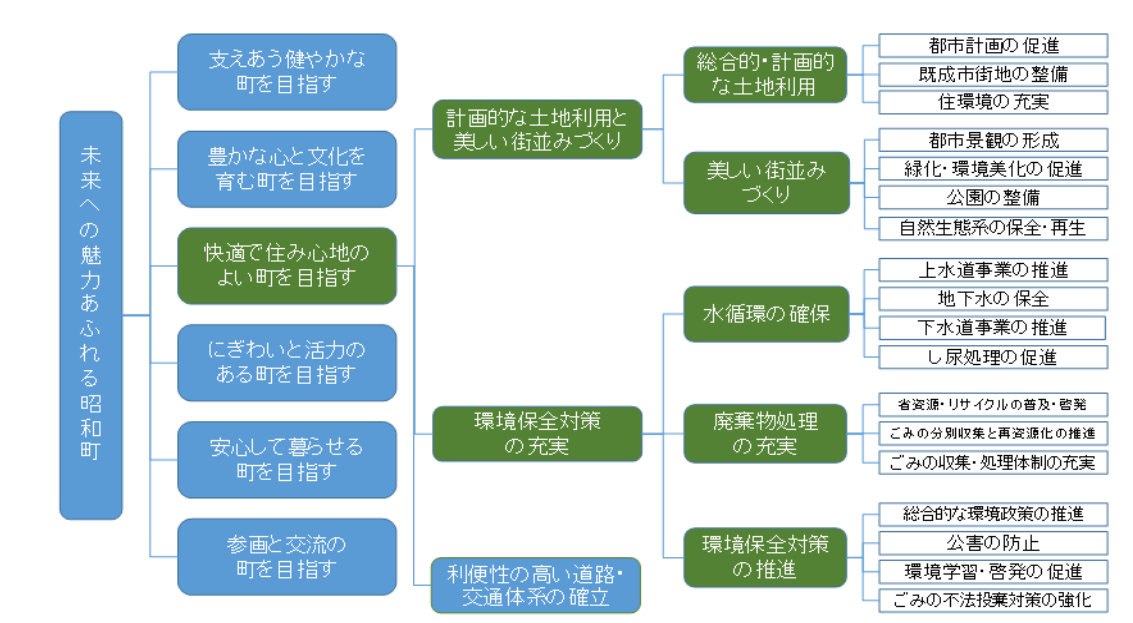 未来への魅力あふれる昭和町
支えあう健やかな
町を目指す
豊かな心と文化を
育む町を目指す
快適で住み心地の
よい町を目指す
にぎわいと活力の
ある町を目指す
安心して暮らせる
町を目指す
参画と交流の
町を目指す
計画的な土地利用と
美しい街並みづくり
環境保全対策
の充実
利便性の高い道路・
交通体系の確立
総合的・計画的
な土地利用
美しい街並み
づくり
水循環の確保
廃棄物処理
の充実
環境保全対策
の推進
都市計画の促進
既成市街地の整備
住環境の充実
都市景観の形成
緑化・環境美化の促進
公園の整備
自然生態系の保全・再生
上水道事業の推進
地下水の保全
下水道事業の推進
し尿処理の促進
省資源・リサイクルの普及・啓発
ごみの分別収集と再資源化の推進
ごみの収集・処理体制の充実
総合的な環境政策の推進
公害の防止
環境学習・啓発の促進
ごみの不法投棄対策の強化